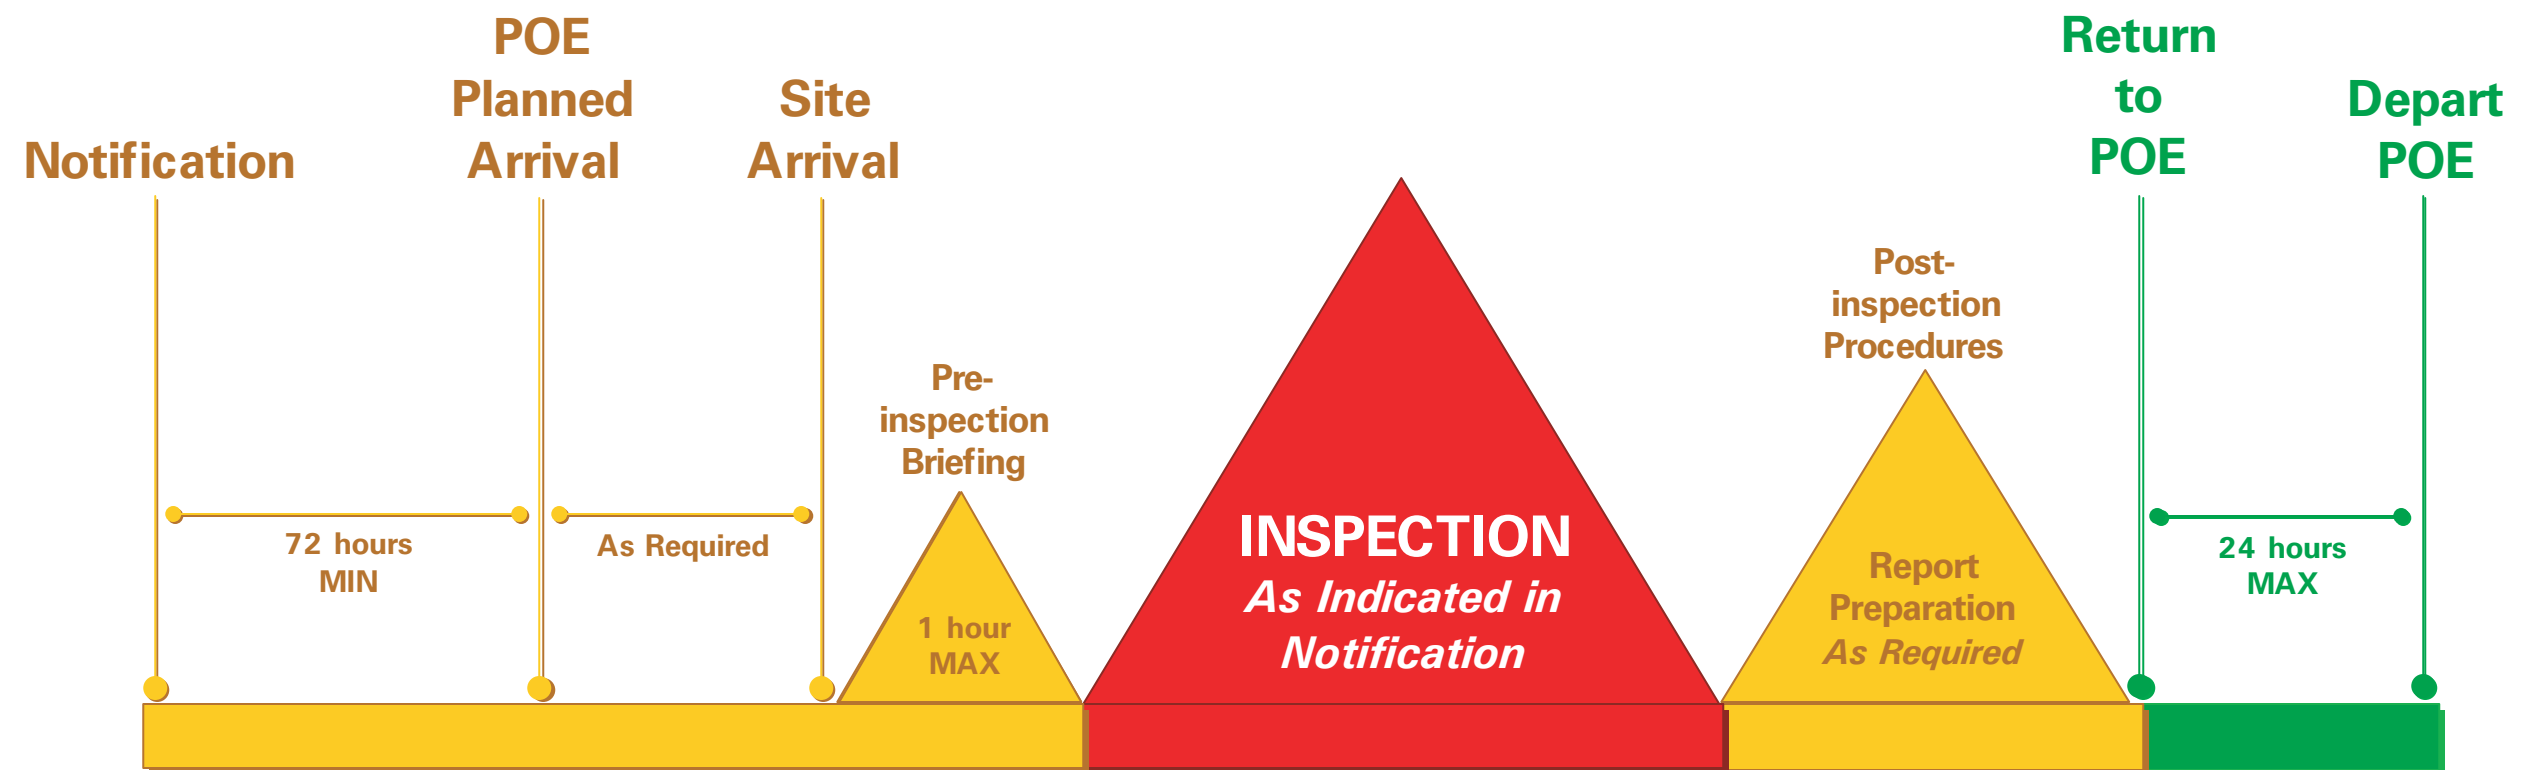 Notification
POE
Planned
Arrival
Site
Arrival
72 hours
MIN
As Required
Pre-
inspection
Briefing
1 hour
MAX
INSPECTION
As Indicated in
Notification
Post-
inspection
Procedures
Report
Preparation
As Required
Return
to
POE
Depart
POE
24 hours
MAX